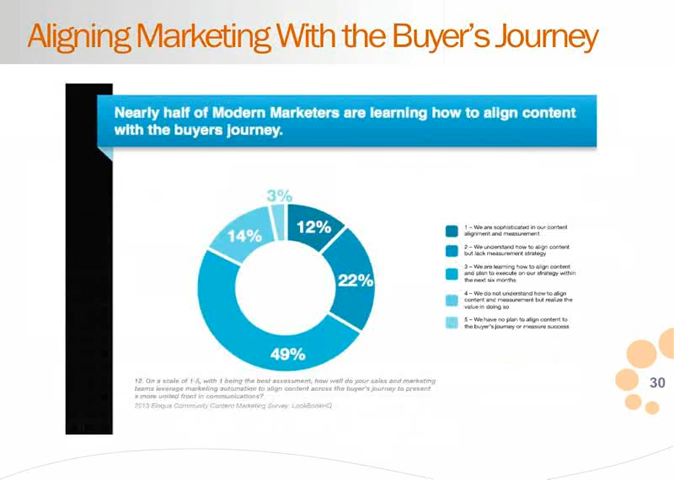 Aligning Marketing With the Buyer's Journey
Nearly half of Modern Marketers are learning how to align content
with the buyers journey.
3%
12%
14%
22%
49%
1 – We are sophisticated in our content
alignment and measurement
2 – We understand how to align content
but lack measurement strategy
3 – We are learning how to align content
and plan to execute on our strategy within
the next six months
4 – We do not understand how to align
content and measurement but realize the
value in doing so
5 – We have no plan to align content to
the buyer's journey or measure success
30
12. On a scale of 1-5, with 1 being the best assessment, how well do your sales and marketing
teams leverage marketing automation to align content across the buyer's journey to present
a more united front in communications?
2013 Eloqua Community Content Marketing Survey: LookBookHQ